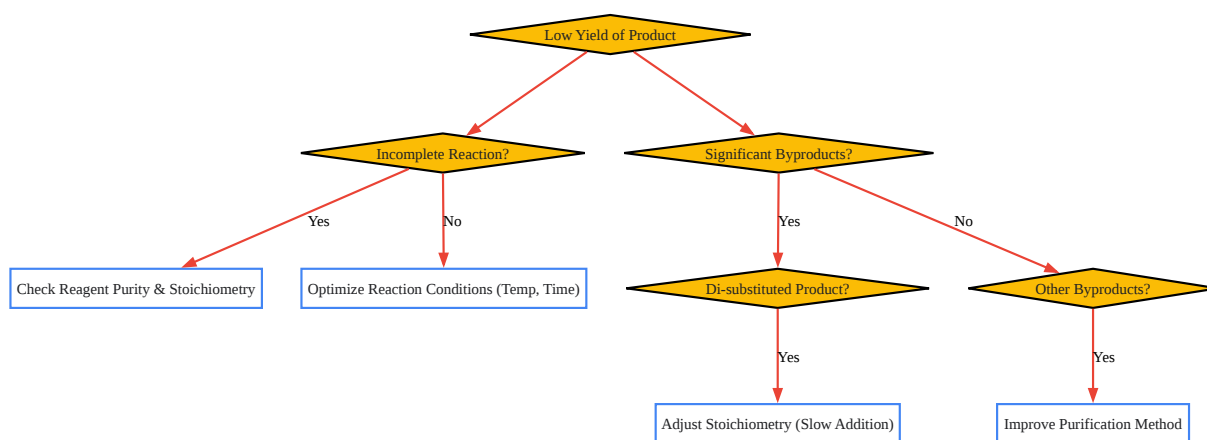 Low Yield of Product
Incomplete Reaction?
Significant Byproducts?
Yes
No
Yes
No
Check Reagent Purity & Stoichiometry
Optimize Reaction Conditions (Temp, Time)
Di-substituted Product?
Other Byproducts?
Yes
Yes
Adjust Stoichiometry (Slow Addition)
Improve Purification Method